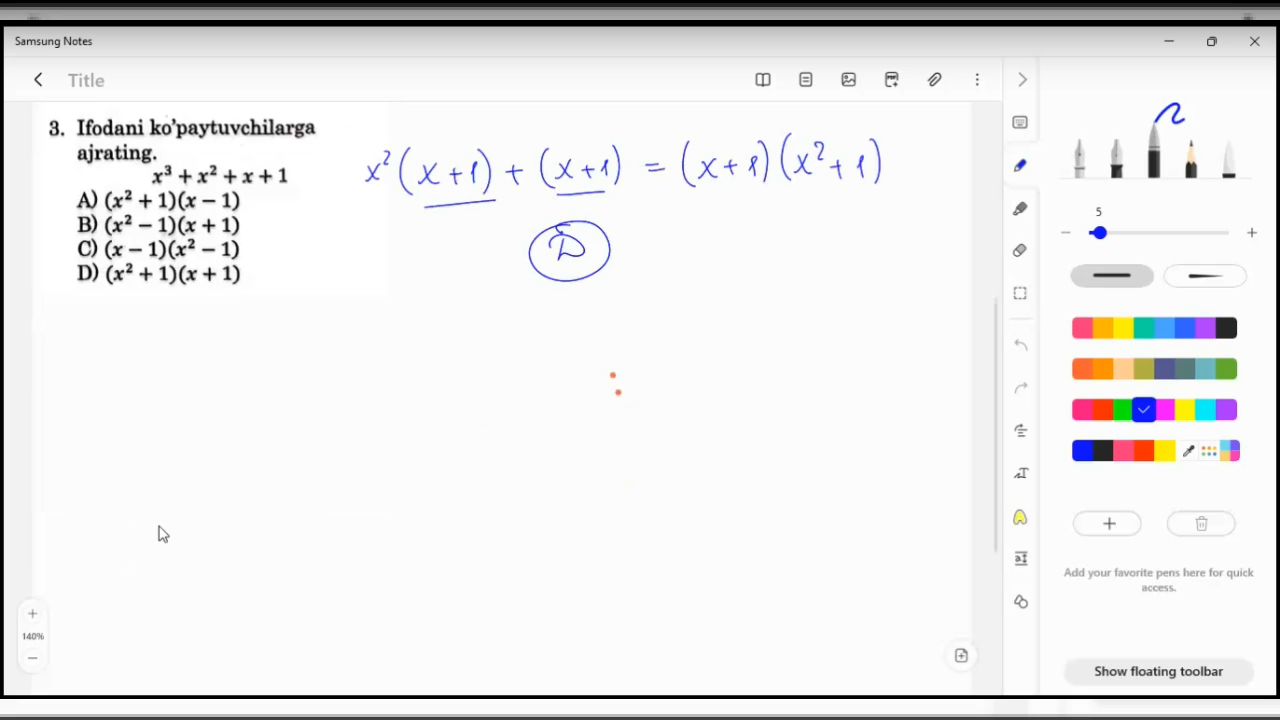 Samsung Notes
Title
3. Ifodani ko'paytuvchilarga
ajrating.
x³ + x² + x + 1
A) (x² + 1)(x − 1)
B) (x² − 1)(x + 1)
C) (x − 1)(x² − 1)
D) (x² + 1)(x + 1)
x² (x+1) + (x+1) = (x+1)(x²+1)
D
5
140%
Add your favorite pens here for quick
access.
Show floating toolbar